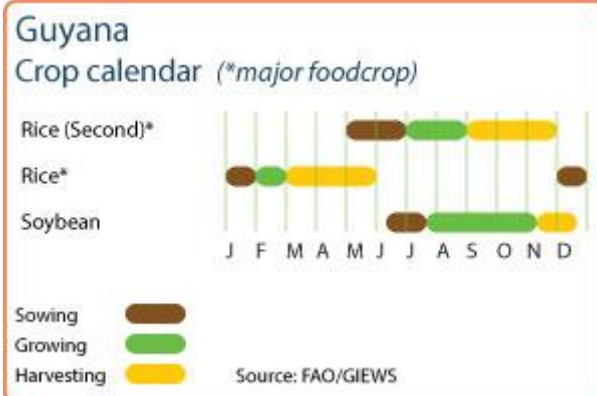 Guyana
Crop calendar (*major foodcrop)
Rice (Second)*
Rice*
Soybean
J F M A M J J A S O N D
Sowing
Growing
Harvesting
Source: FAO/GIEWS